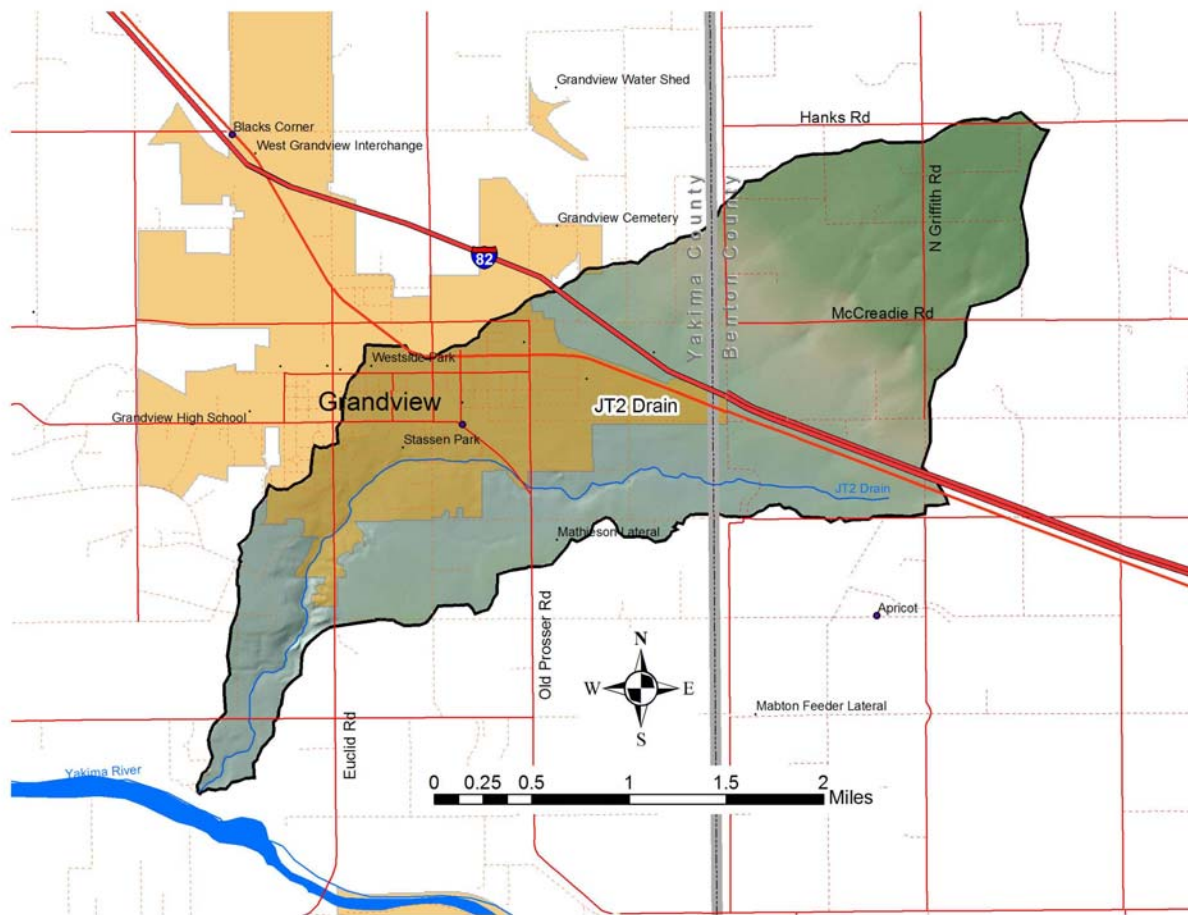 Grandview Water Shed
Hanks Rd
Blacks Corner
West Grandview Interchange
N Griffith Rd
Grandview Cemetery
Yakima County
Benton County
82
McCreadie Rd
Westside Park
Grandview
JT2 Drain
Grandview High School
Stassen Park
JT2 Drain
Mathieson Lateral
Apricot
Old Prosser Rd
N
W E
S
Mabton Feeder Lateral
Euclid Rd
Yakima River
0 0.25 0.5 1 1.5 2
Miles